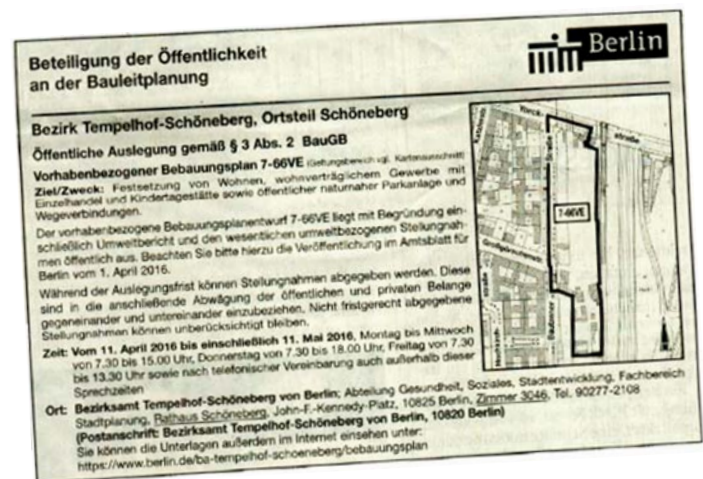 Beteiligung der Öffentlichkeit
an der Bauleitplanung
Berlin
Bezirk Tempelhof-Schöneberg, Ortsteil Schöneberg
Öffentliche Auslegung gemäß § 3 Abs. 2 BauGB
Vorhabenbezogener Bebauungsplan 7-66VE (Geltungsbereich vgl. Kartenausschnitt)
Ziel/Zweck: Festsetzung von Wohnen, wohnverträglichem Gewerbe mit
Einzelhandel und Kindertagestätte sowie öffentlicher naturnaher Parkanlage und
Wegeverbindungen.
Der vorhabenbezogene Bebauungsplanentwurf 7-66VE liegt mit Begründung ein-
schließlich Umweltbericht und den wesentlichen umweltbezogenen Stellungnah-
men öffentlich aus. Beachten Sie bitte hierzu die Veröffentlichung im Amtsblatt für
Berlin vom 1. April 2016.
Während der Auslegungsfrist können Stellungnahmen abgegeben werden. Diese
sind in die anschließende Abwägung der öffentlichen und privaten Belange
gegeneinander und untereinander einzubeziehen. Nicht fristgerecht abgegebene
Stellungnahmen können unberücksichtigt bleiben.
Zeit: Vom 11. April 2016 bis einschließlich 11. Mai 2016, Montag bis Mittwoch
von 7.30 bis 15.00 Uhr, Donnerstag von 7.30 bis 18.00 Uhr, Freitag von 7.30
bis 13.30 Uhr sowie nach telefonischer Vereinbarung auch außerhalb dieser
Sprechzeiten
Ort: Bezirksamt Tempelhof-Schöneberg von Berlin; Abteilung Gesundheit, Soziales, Stadtentwicklung, Fachbereich
Stadtplanung, Rathaus Schöneberg, John-F.-Kennedy-Platz, 10825 Berlin, Zimmer 3046, Tel. 90277-2108
(Postanschrift: Bezirksamt Tempelhof-Schöneberg von Berlin, 10820 Berlin)
Sie können die Unterlagen außerdem im Internet einsehen unter:
https://www.berlin.de/ba-tempelhof-schoeneberg/bebauungsplan
Yorck-
straße
Straße
7-66VE
Großgörschenstr.
straße
Bautzener